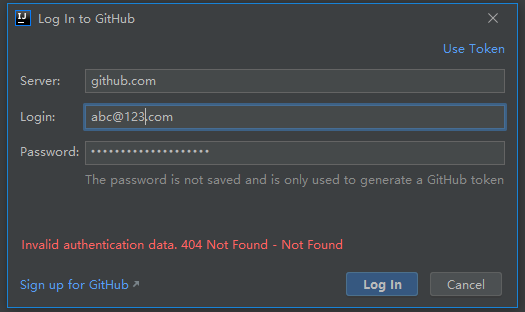 IJ Log In to GitHub
Use Token
Server: github.com
Login: abc@123.com
Password: ••••••••••••••••••••
The password is not saved and is only used to generate a GitHub token
Invalid authentication data. 404 Not Found - Not Found
Sign up for GitHub ↗ Log In Cancel